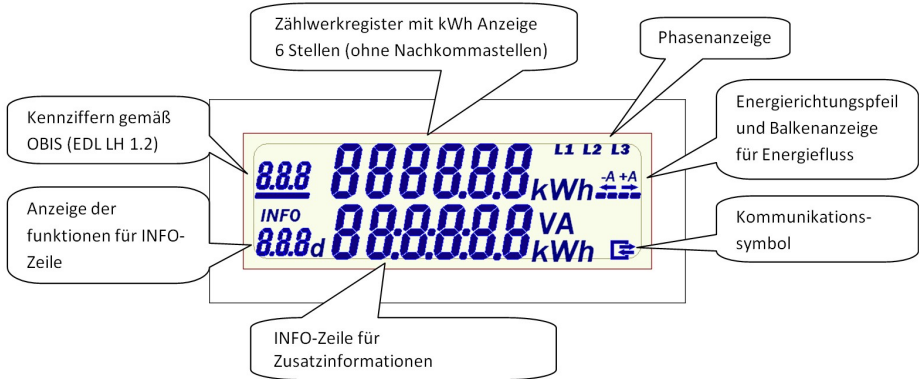 Zählwerkregister mit kWh Anzeige
6 Stellen (ohne Nachkommastellen)
Phasenanzeige
Kennziffern gemäß
OBIS (EDL LH 1.2)
Energierichtungspfeil
und Balkenanzeige
für Energiefluss
L1 L2 L3
8.8.8
888888.8
kWh
-A +A
Anzeige der
funktionen für INFO-
Zeile
INFO
8.8.8d
88:8:8.8.8
VA
kWh
Kommunikations-
symbol
INFO-Zeile für
Zusatzinformationen